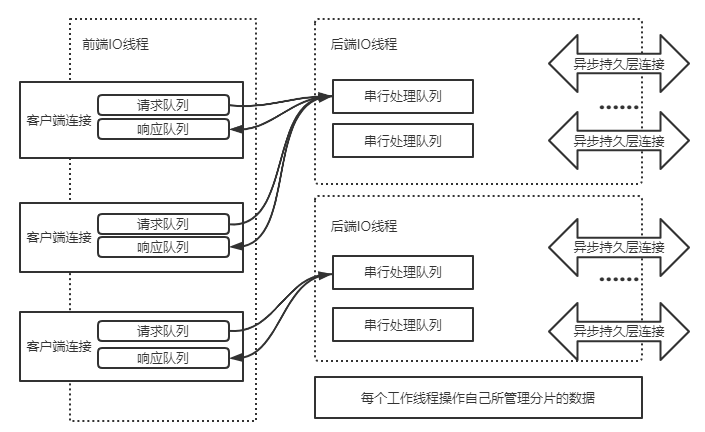 前端IO线程
客户端连接
请求队列
响应队列
客户端连接
请求队列
响应队列
客户端连接
请求队列
响应队列
后端IO线程
串行处理队列
串行处理队列
异步持久层连接
......
异步持久层连接
后端IO线程
串行处理队列
串行处理队列
异步持久层连接
......
异步持久层连接
每个工作线程操作自己所管理分片的数据